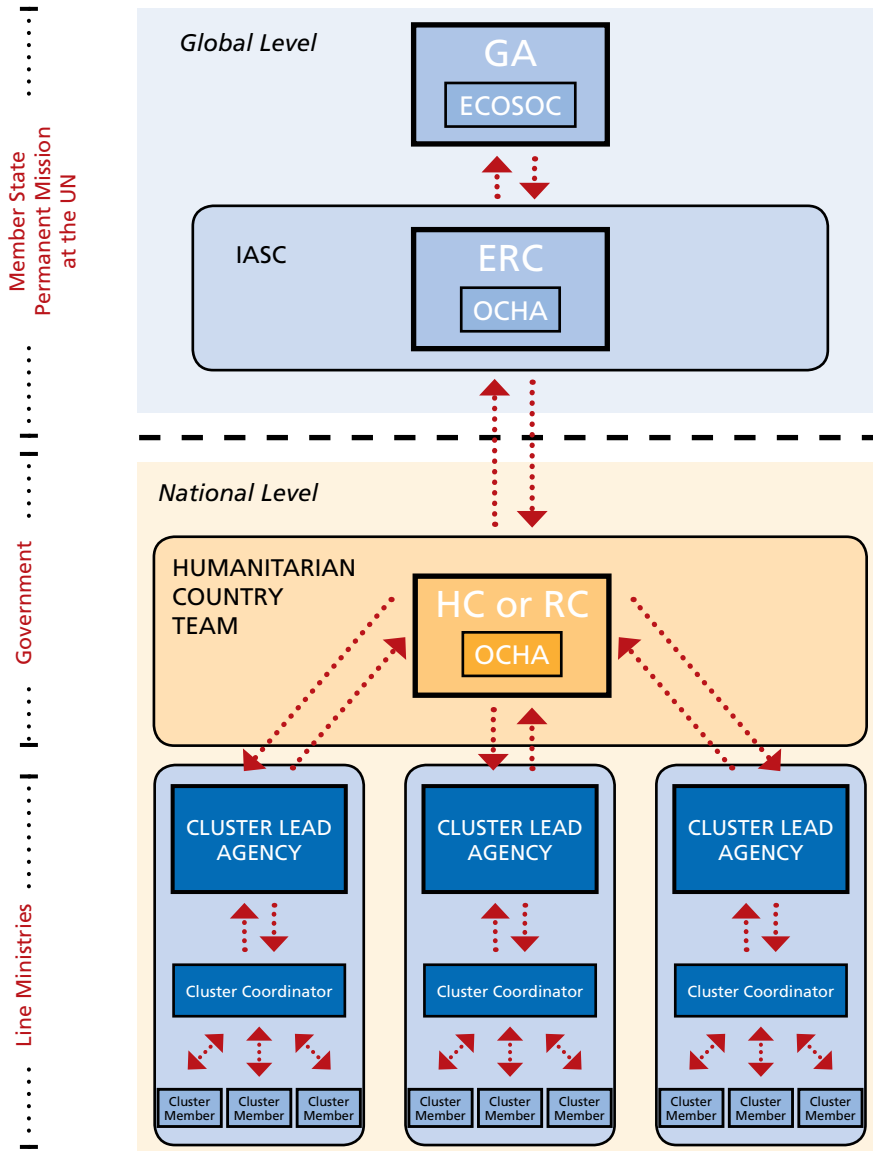 Member State
Permanent Mission
at the UN
Global Level
GA
ECOSOC
IASC
ERC
OCHA
Government
National Level
HUMANITARIAN
COUNTRY
TEAM
HC or RC
OCHA
Line Ministries
CLUSTER LEAD
AGENCY
Cluster Coordinator
Cluster
Member
Cluster
Member
Cluster
Member
CLUSTER LEAD
AGENCY
Cluster Coordinator
Cluster
Member
Cluster
Member
Cluster
Member
CLUSTER LEAD
AGENCY
Cluster Coordinator
Cluster
Member
Cluster
Member
Cluster
Member